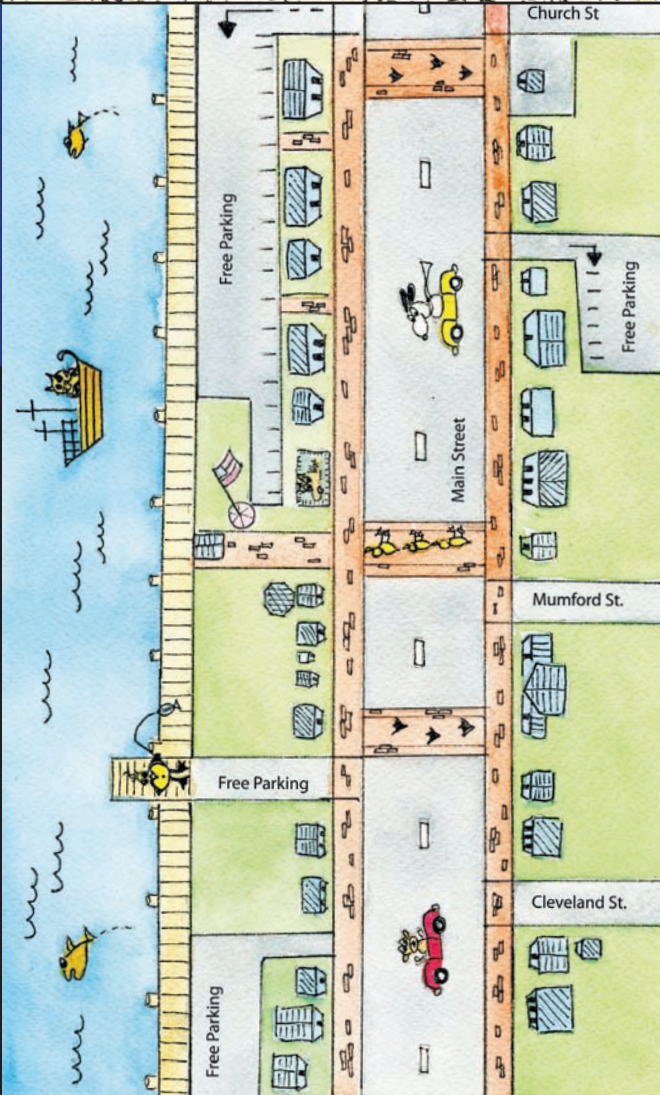 Church St
Free Parking
Free Parking
Main Street
Mumford St.
Free Parking
Cleveland St.
Free Parking